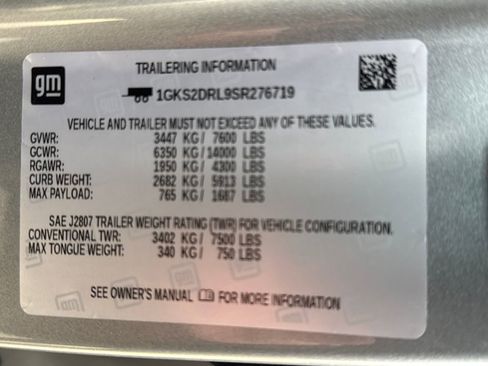 gm
TRAILERING INFORMATION
1GKS2DRL9SR276719
VEHICLE AND TRAILER MUST NOT EXCEED ANY OF THESE VALUES.
GVWR: 3447 KG / 7600 LBS
GCWR: 6350 KG / 14000 LBS
RGAWR: 1950 KG / 4300 LBS
CURB WEIGHT: 2682 KG / 5913 LBS
MAX PAYLOAD: 765 KG / 1687 LBS
SAE J2807 TRAILER WEIGHT RATING (TWR) FOR VEHICLE CONFIGURATION.
CONVENTIONAL TWR: 3402 KG / 7500 LBS
MAX TONGUE WEIGHT: 340 KG / 750 LBS
SEE OWNER'S MANUAL FOR MORE INFORMATION